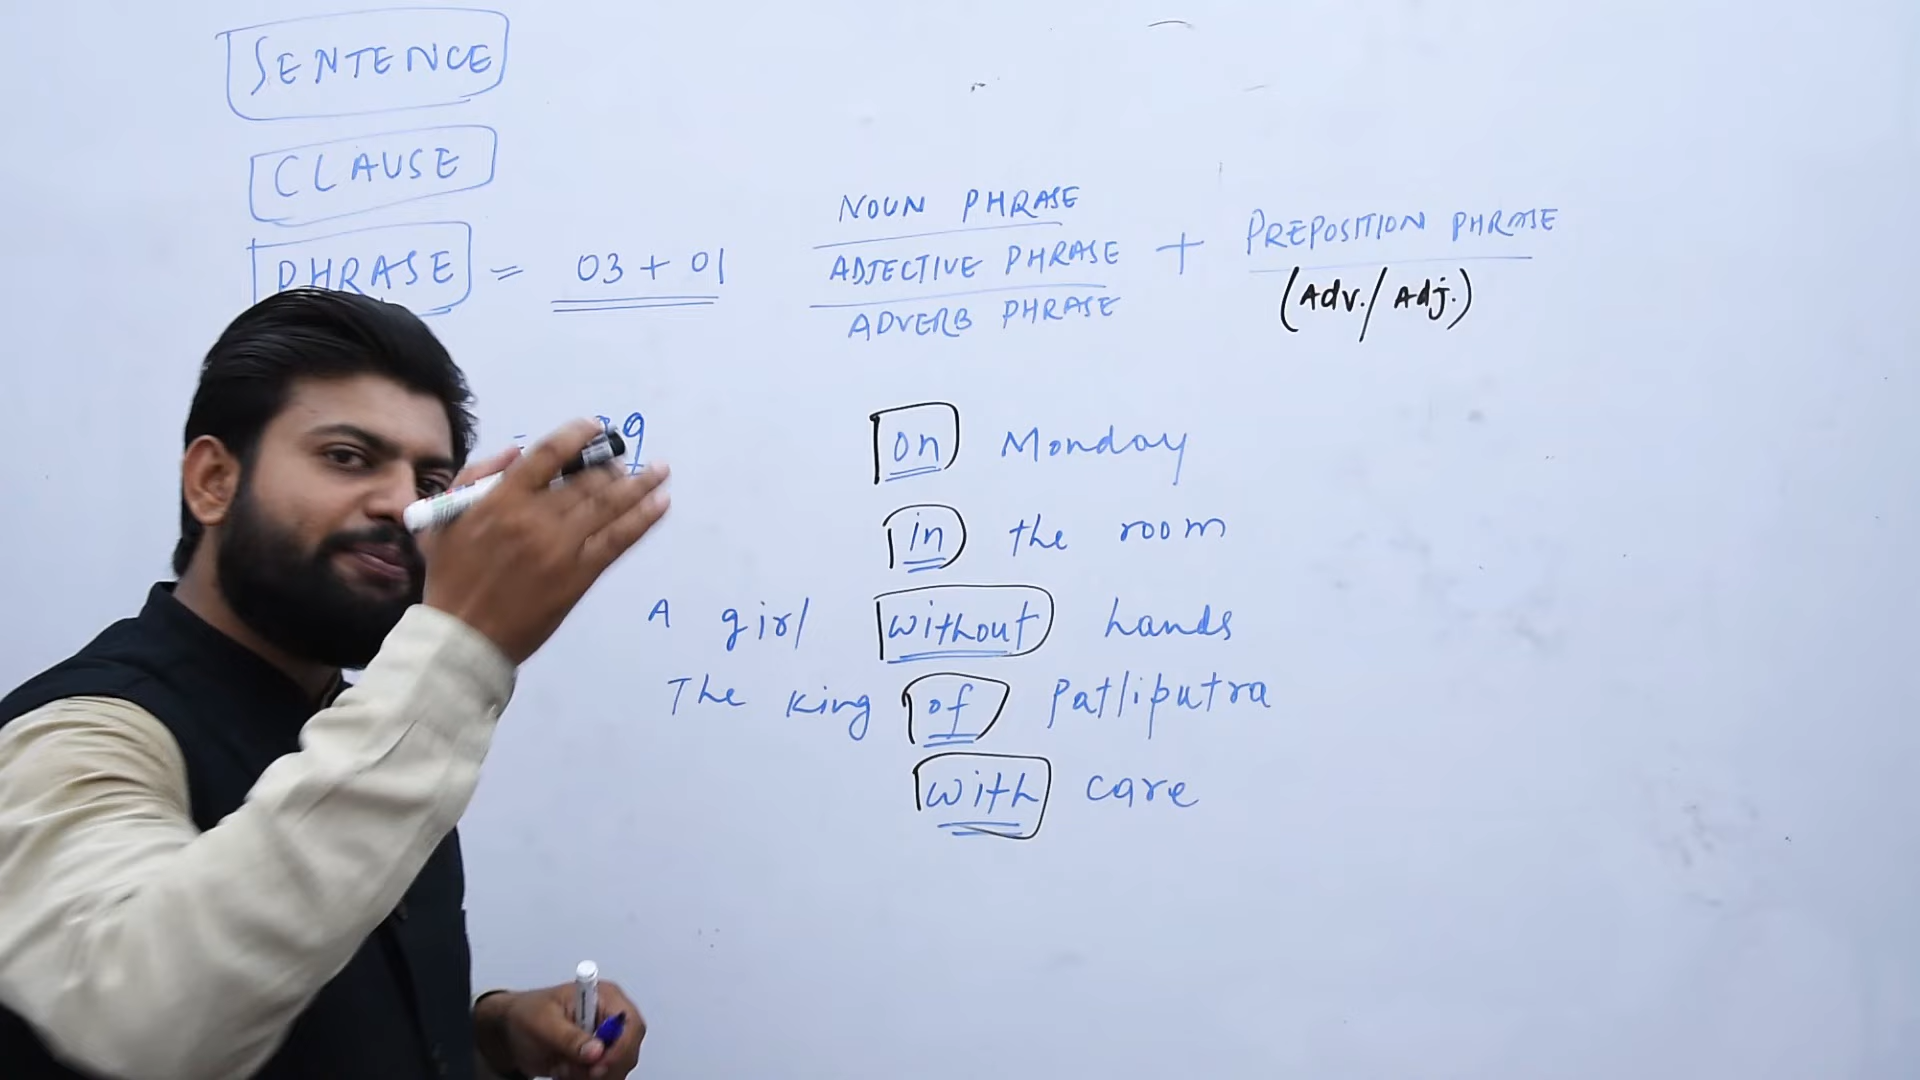 SENTENCE
CLAUSE
PHRASE = 03 + 01
NOUN PHRASE
ADJECTIVE PHRASE
ADVERB PHRASE
+ PREPOSITION PHRASE
(Adv./Adj.)
on Monday
in the room
A girl without hands
The king of Patliputra
with care